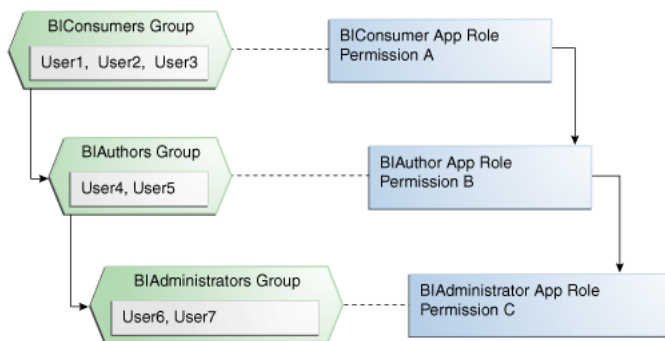 BIConsumers Group
User1, User2, User3
BIConsumer App Role
Permission A
BIAuthors Group
User4, User5
BIAuthor App Role
Permission B
BIAdministrators Group
User6, User7
BIAdministrator App Role
Permission C